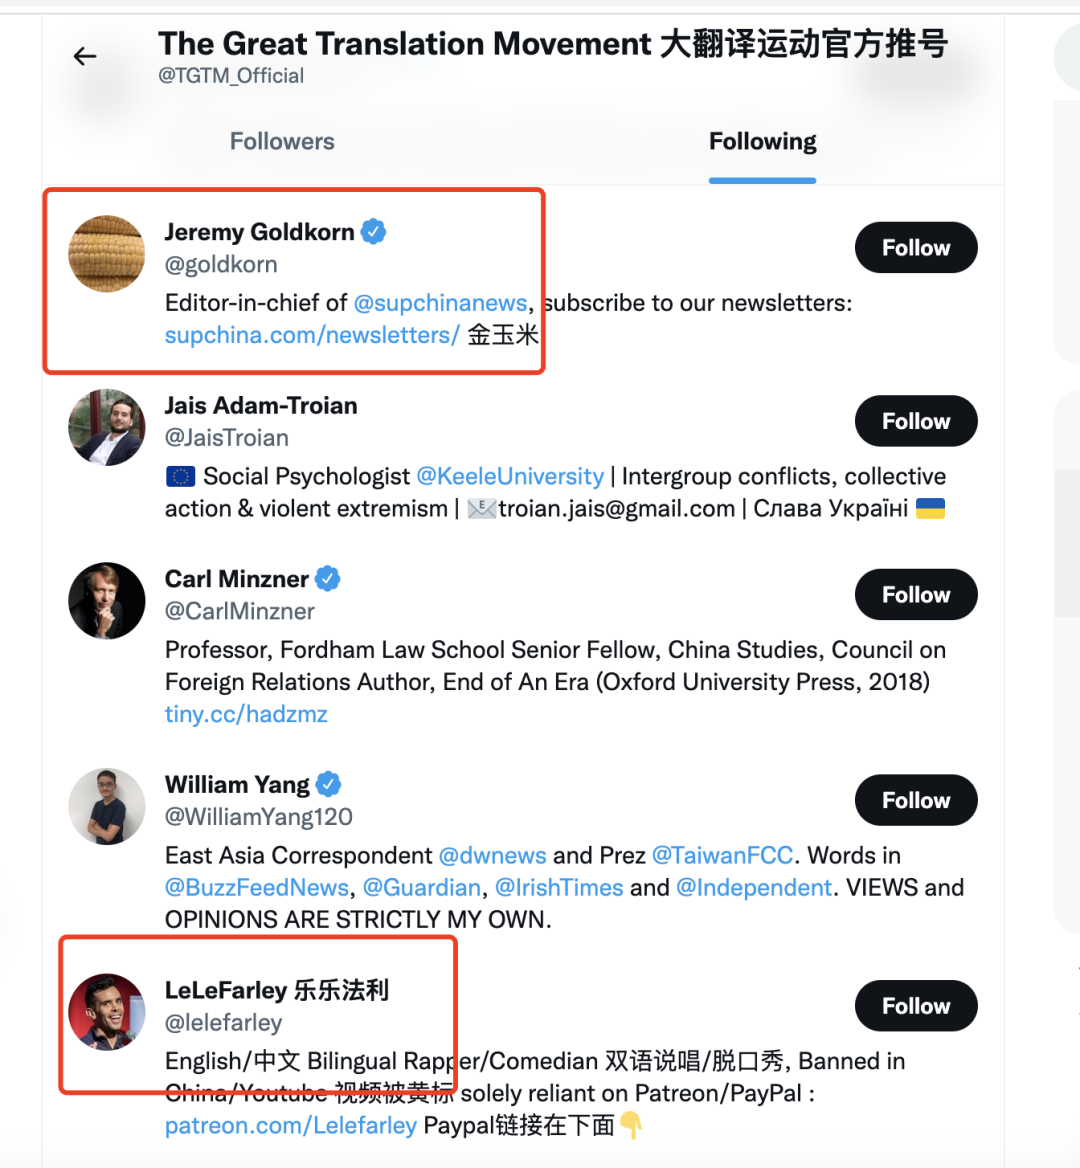 The Great Translation Movement 大翻译运动官方推号
@TGTM_Official
Followers
Following
Jeremy Goldkorn
@goldkorn
Follow
Editor-in-chief of @supchinanews, subscribe to our newsletters:
supchina.com/newsletters/ 金玉米
Jais Adam-Troian
@JaisTroian
Follow
🇪🇺 Social Psychologist @KeeleUniversity | Intergroup conflicts, collective
action & violent extremism | 📧troian.jais@gmail.com | Слава Україні 🇺🇦
Carl Minzner
@CarlMinzner
Follow
Professor, Fordham Law School Senior Fellow, China Studies, Council on
Foreign Relations Author, End of An Era (Oxford University Press, 2018)
tiny.cc/hadzmz
William Yang
@WilliamYang120
Follow
East Asia Correspondent @dwnews and Prez @TaiwanFCC. Words in
@BuzzFeedNews, @Guardian, @IrishTimes and @Independent. VIEWS and
OPINIONS ARE STRICTLY MY OWN.
LeLeFarley 乐乐法利
@lelefarley
Follow
English/中文 Bilingual Rapper/Comedian 双语说唱/脱口秀, Banned in
China/Youtube 视频被黄标 solely reliant on Patreon/PayPal :
patreon.com/Lelefarley Paypal链接在下面👇